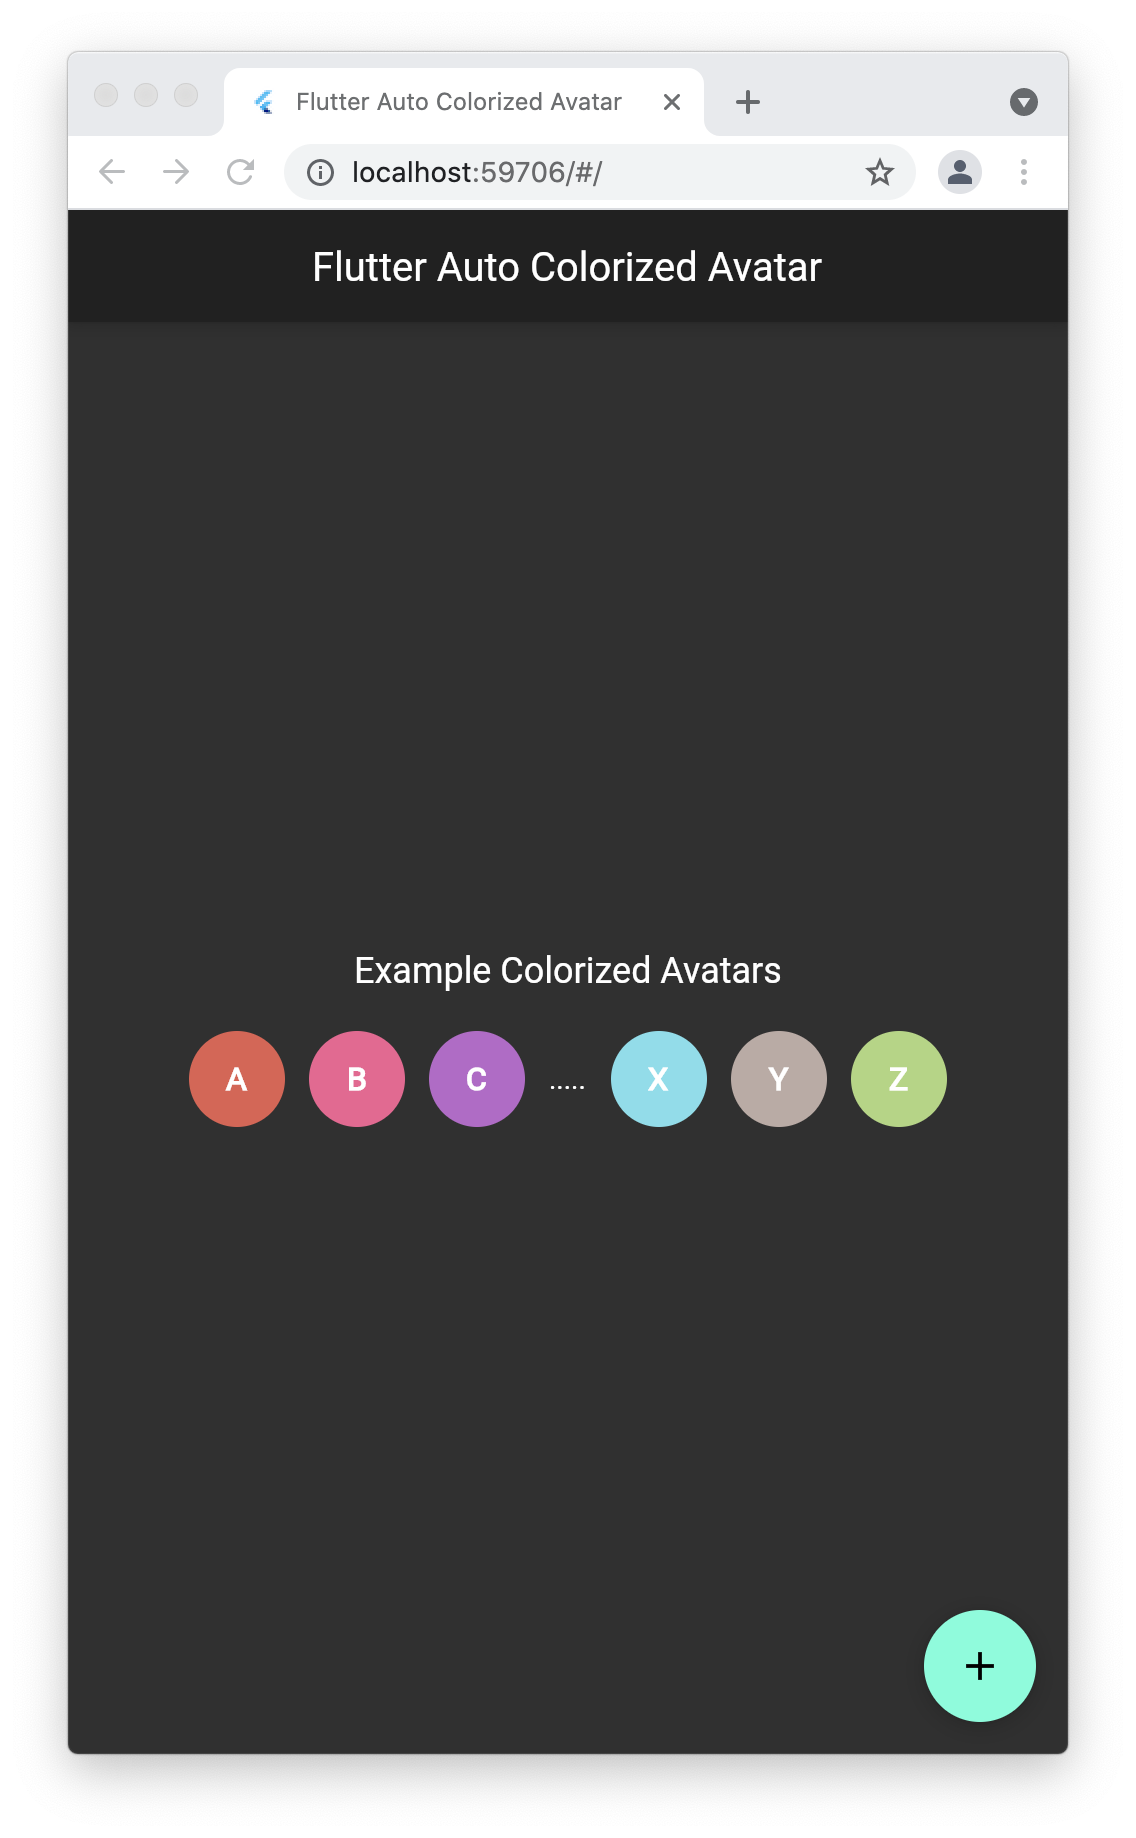 Flutter Auto Colorized Avatar
localhost:59706/#/
Flutter Auto Colorized Avatar
Example Colorized Avatars
A B C ..... X Y Z